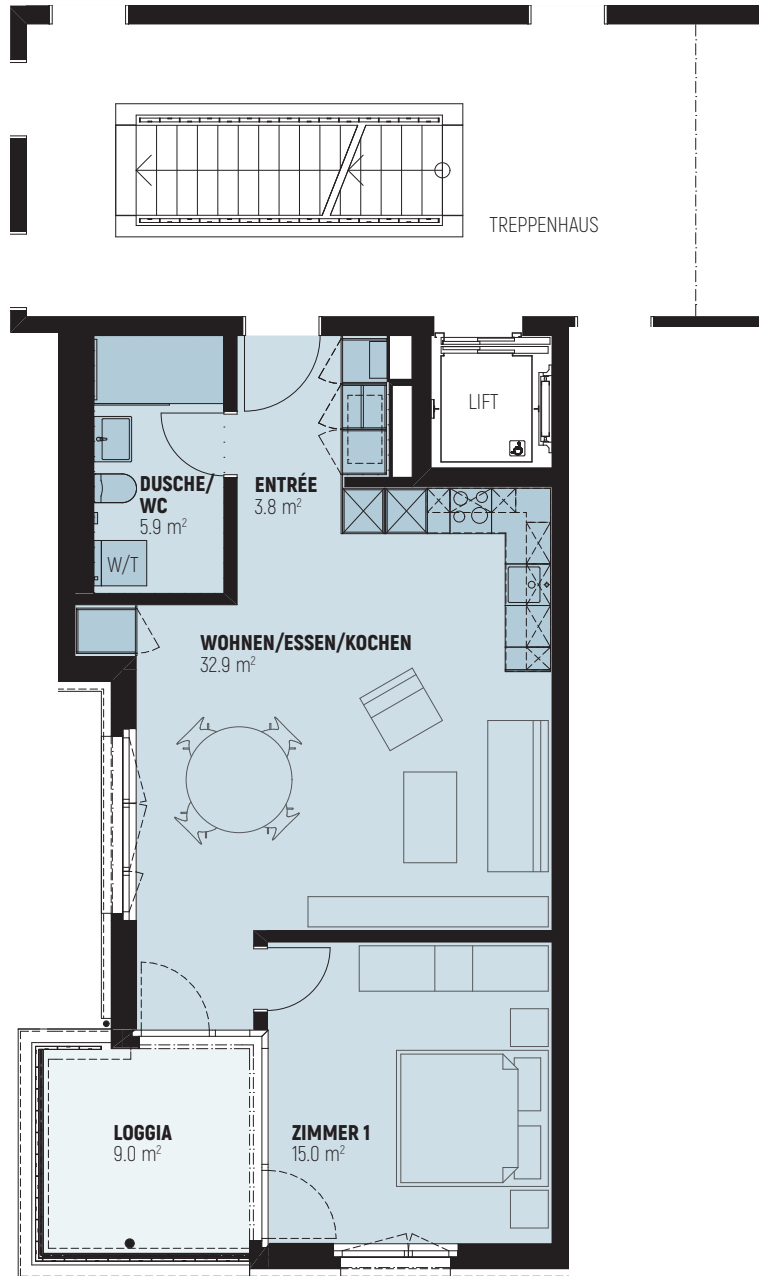 TREPPENHAUS
LIFT
DUSCHE/
WC
5.9 m²
ENTRÉE
3.8 m²
W/T
WOHNEN/ESSEN/KOCHEN
32.9 m²
LOGGIA
9.0 m²
ZIMMER 1
15.0 m²